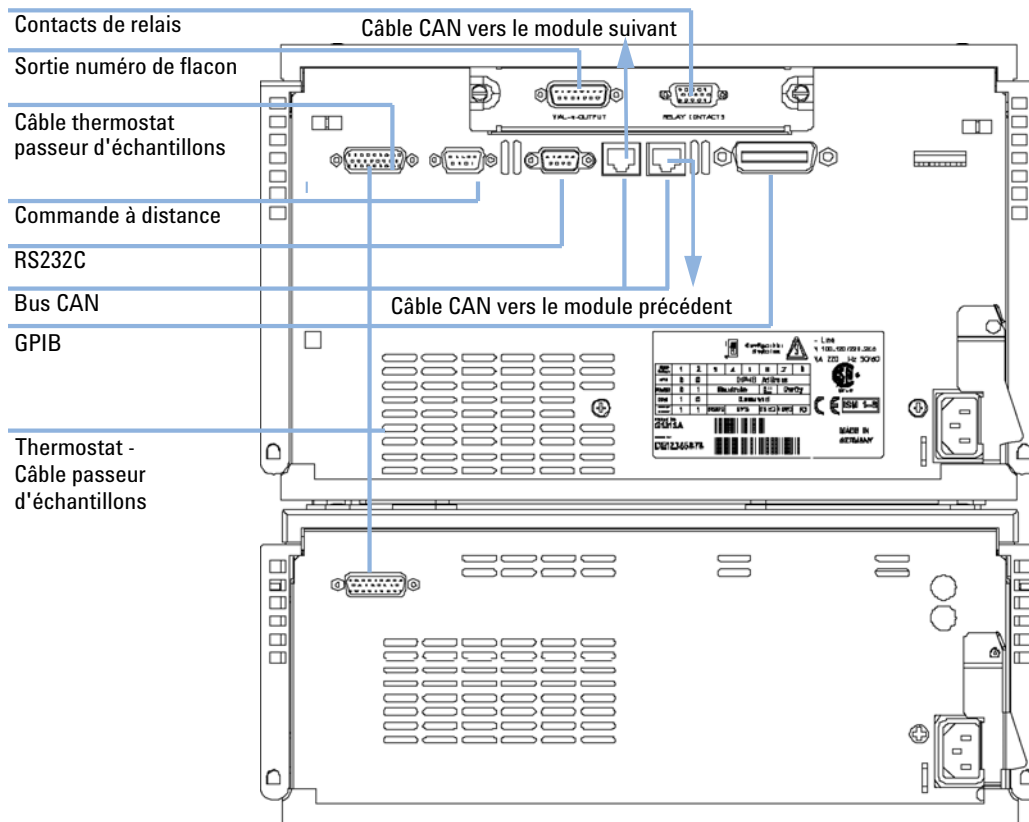 Contacts de relais
Câble CAN vers le module suivant
Sortie numéro de flacon
Câble thermostat
passeur d'échantillons
RELAY CONTACTS
Commande à distance
RS232C
Bus CAN
Câble CAN vers le module précédent
GPIB
Thermostat -
Câble passeur
d'échantillons
MADE IN
GERMANY